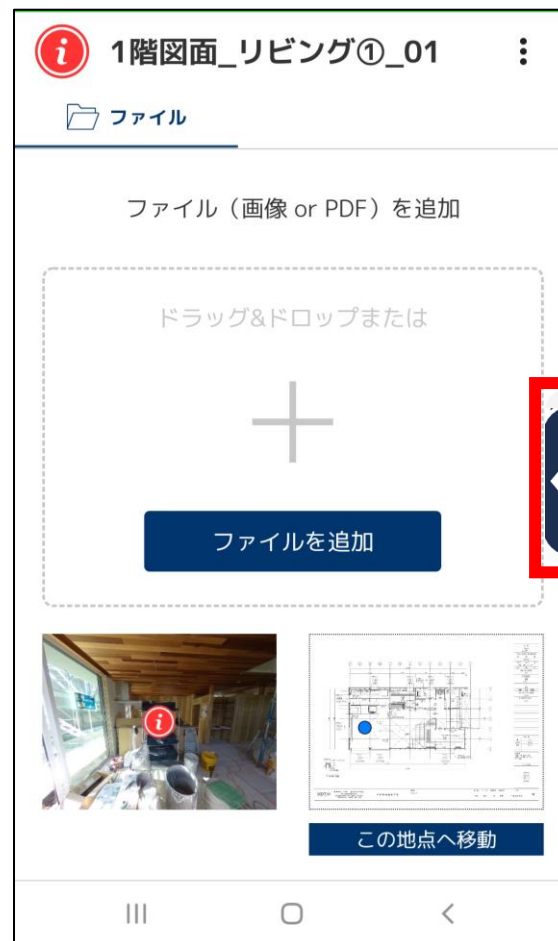 i 1階図面_リビング①_01
ファイル
ファイル（画像 or PDF）を追加
ドラッグ&ドロップまたは
ファイルを追加
i
この地点へ移動